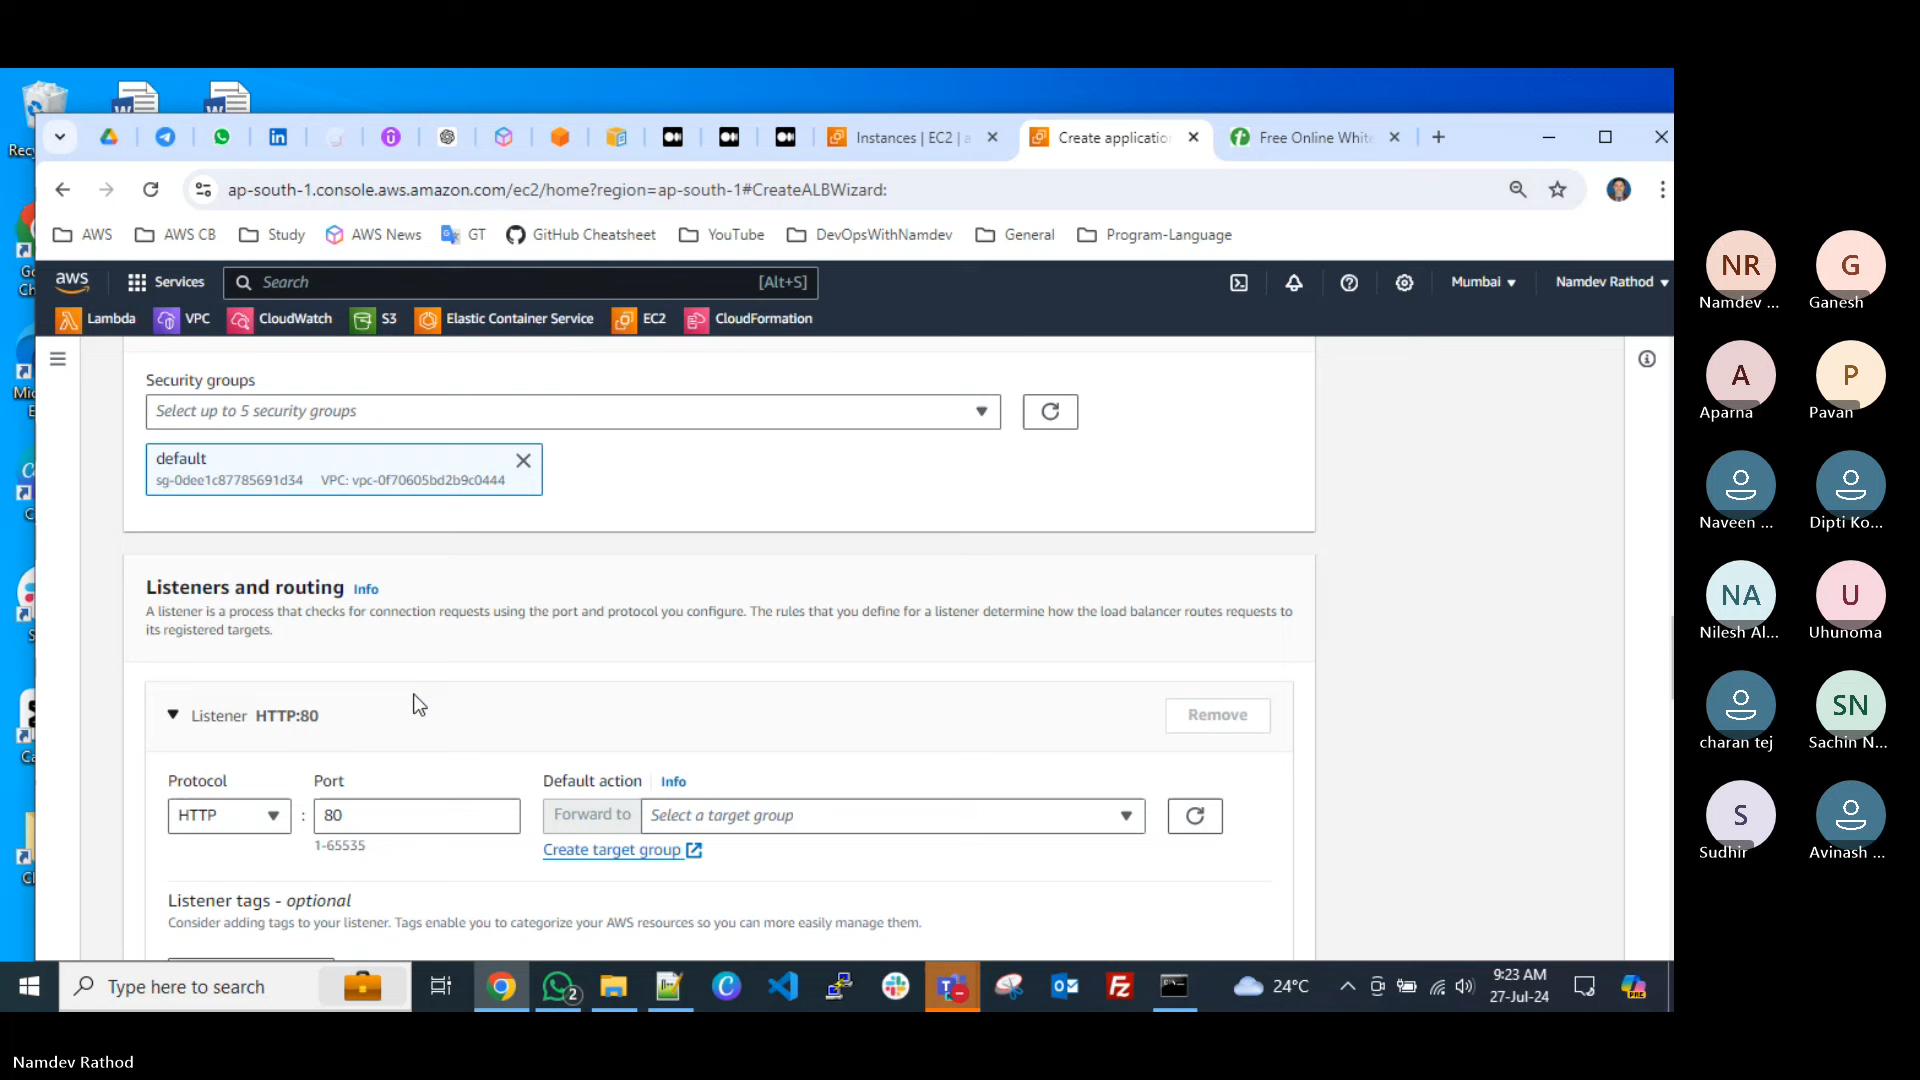 Instances | EC2 | a
Create applicatio
Free Online White
ap-south-1.console.aws.amazon.com/ec2/home?region=ap-south-1#CreateALBWizard:
AWS
AWS CB
Study
AWS News
GT
GitHub Cheatsheet
YouTube
DevOpsWithNamdev
General
Program-Language
aws
Services
Search
[Alt+S]
Mumbai
Namdev Rathod
Lambda
VPC
CloudWatch
S3
Elastic Container Service
EC2
CloudFormation
Security groups
Select up to 5 security groups
default
sg-0dee1c87785691d34 VPC: vpc-0f70605bd2b9c0444
Listeners and routing Info
A listener is a process that checks for connection requests using the port and protocol you configure. The rules that you define for a listener determine how the load balancer routes requests to
its registered targets.
Listener HTTP:80
Remove
Protocol
Port
Default action
Info
HTTP
:
80
Forward to
Select a target group
1-65535
Create target group
Listener tags - optional
Consider adding tags to your listener. Tags enable you to categorize your AWS resources so you can more easily manage them.
Type here to search
2
24°C
9:23 AM
27-Jul-24
NR
Namdev ...
G
Ganesh
A
Aparna
P
Pavan
Naveen ...
Dipti Ko...
NA
Nilesh Al...
U
Uhunoma
charan tej
SN
Sachin N...
S
Sudhir
Avinash ...
Namdev Rathod